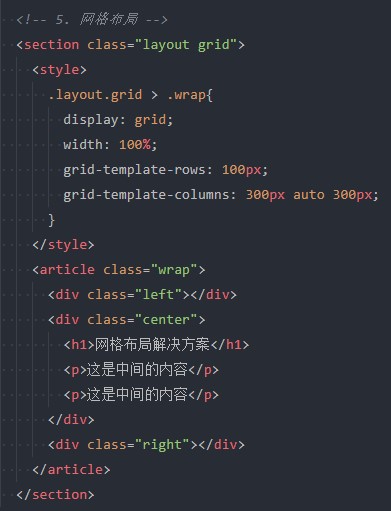 <!-- 5. 网格布局 -->
<section class="layout grid">
<style>
.layout.grid > .wrap{
display: grid;
width: 100%;
grid-template-rows: 100px;
grid-template-columns: 300px auto 300px;
}
</style>
<article class="wrap">
<div class="left"></div>
<div class="center">
<h1>网格布局解决方案</h1>
<p>这是中间的内容</p>
<p>这是中间的内容</p>
</div>
<div class="right"></div>
</article>
</section>